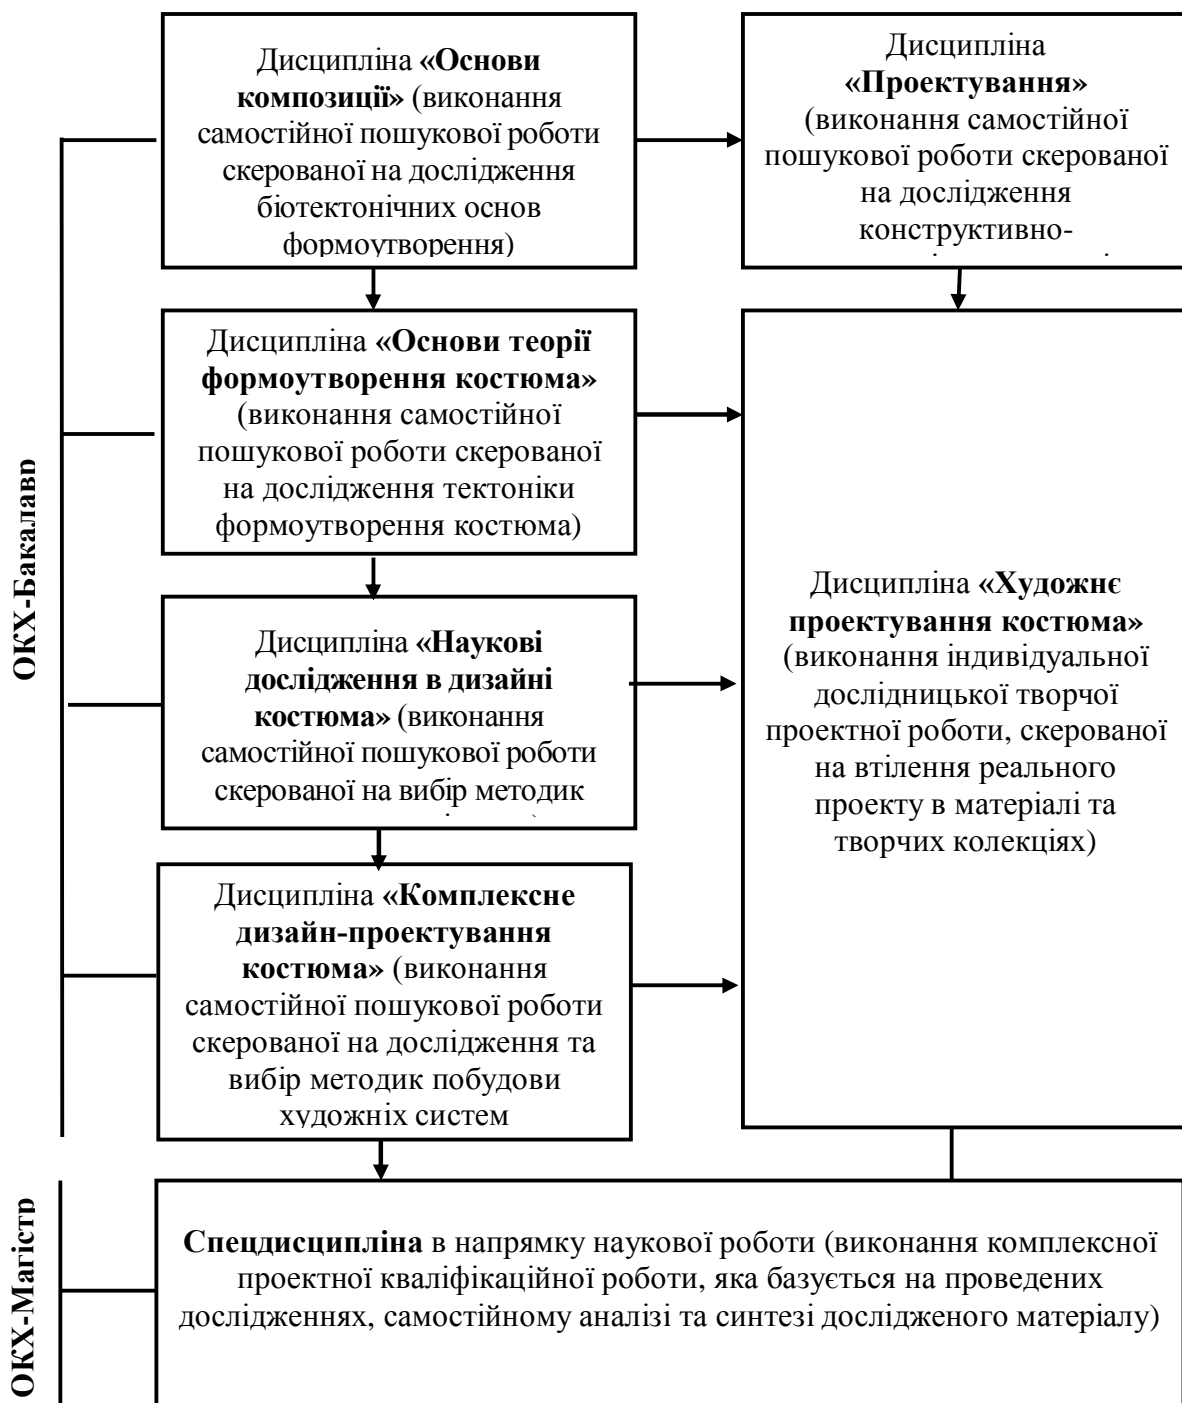 Дисципліна «Основи
композиції» (виконання
самостійної пошукової роботи
скерованої на дослідження
біотектонічних основ
формоутворення)
Дисципліна
«Проектування»
(виконання самостійної
пошукової роботи скерованої
на дослідження
конструктивно-
Дисципліна «Основи теорії
формоутворення костюма»
(виконання самостійної
пошукової роботи скерованої
на дослідження тектоніки
формоутворення костюма)
Дисципліна «Наукові
дослідження в дизайні
костюма» (виконання
самостійної пошукової роботи
скерованої на вибір методик
Дисципліна «Художнє
проектування костюма»
(виконання індивідуальної
дослідницької творчої
проектної роботи, скерованої
на втілення реального
проекту в матеріалі та
творчих колекціях)
Дисципліна «Комплексне
дизайн-проектування
костюма» (виконання
самостійної пошукової роботи
скерованої на дослідження та
вибір методик побудови
художніх систем
ОКХ-Бакалавр
Спецдисципліна в напрямку наукової роботи (виконання комплексної
проектної кваліфікаційної роботи, яка базується на проведених
дослідженнях, самостійному аналізі та синтезі дослідженого матеріалу)
ОКХ-Магістр